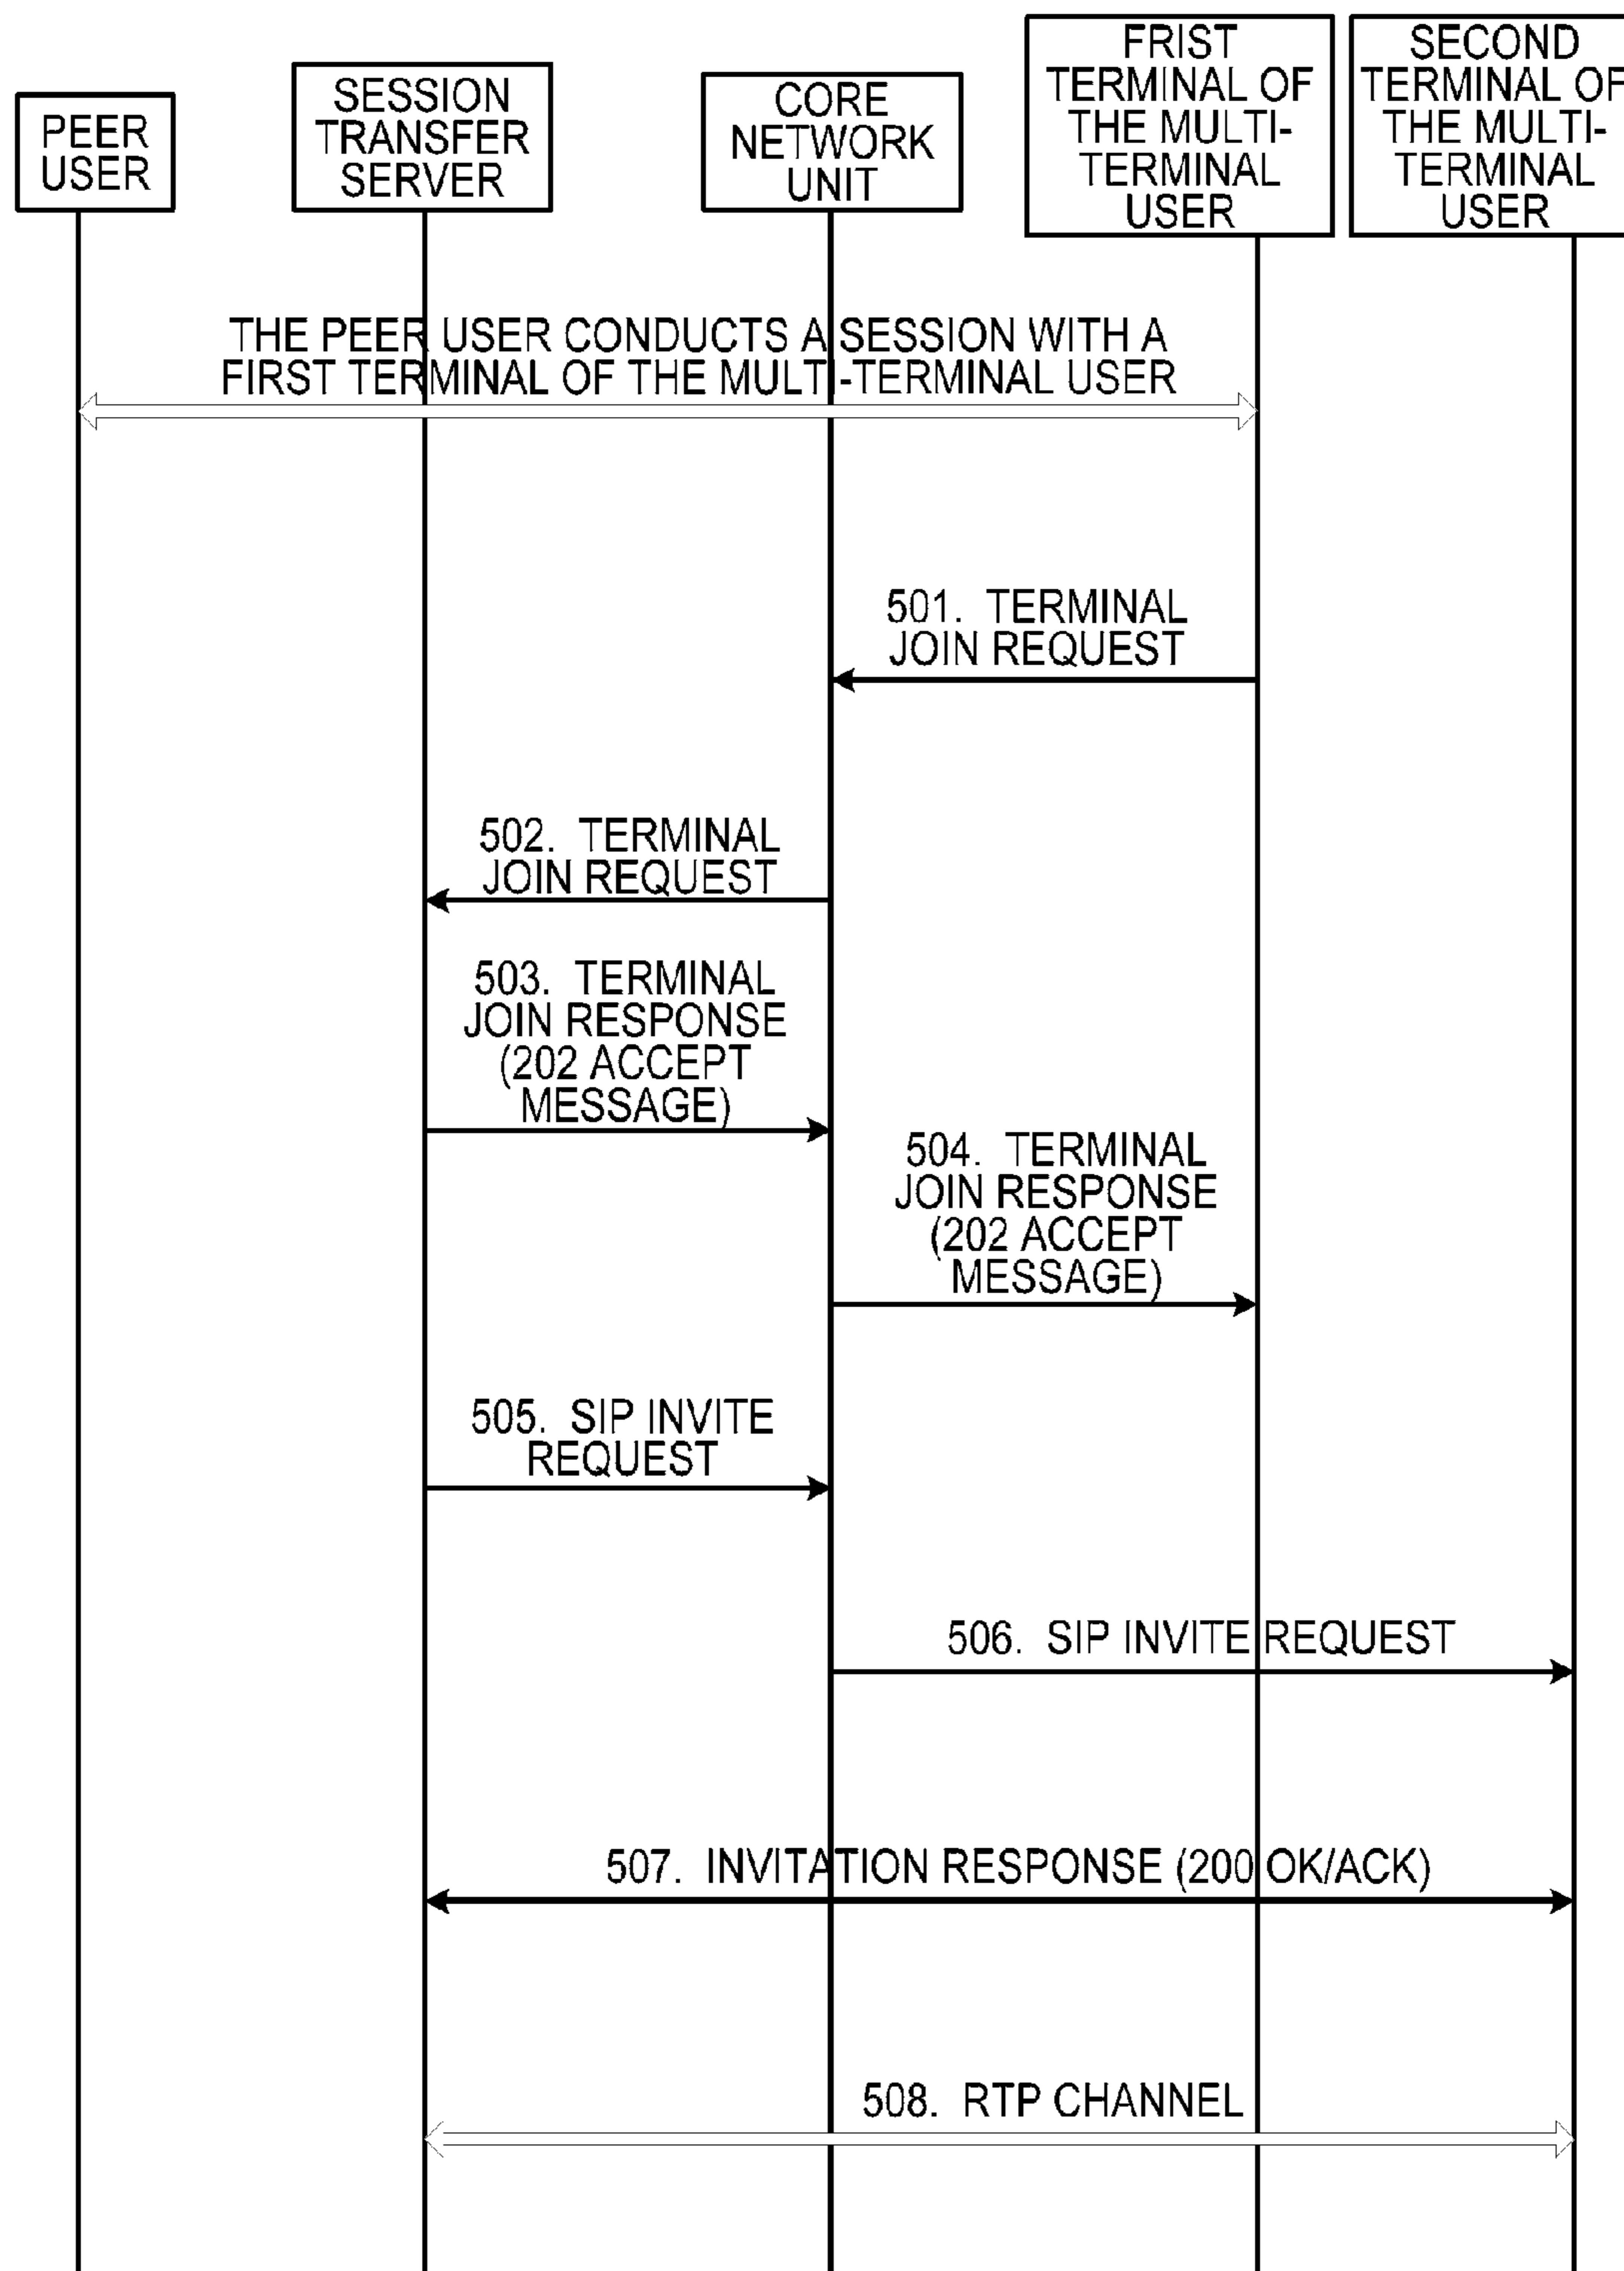 PEER
USER
SESSION
TRANSFER
SERVER
CORE
NETWORK
UNIT
FRIST
TERMINAL OF
THE MULTI-
TERMINAL
USER
SECOND
TERMINAL OF
THE MULTI-
TERMINAL
USER
THE PEER USER CONDUCTS A SESSION WITH A
FIRST TERMINAL OF THE MULTI-TERMINAL USER
501. TERMINAL
JOIN REQUEST
502. TERMINAL
JOIN REQUEST
503. TERMINAL
JOIN RESPONSE
(202 ACCEPT
MESSAGE)
504. TERMINAL
JOIN RESPONSE
(202 ACCEPT
MESSAGE)
505. SIP INVITE
REQUEST
506. SIP INVITE REQUEST
507. INVITATION RESPONSE (200 OK/ACK)
508. RTP CHANNEL